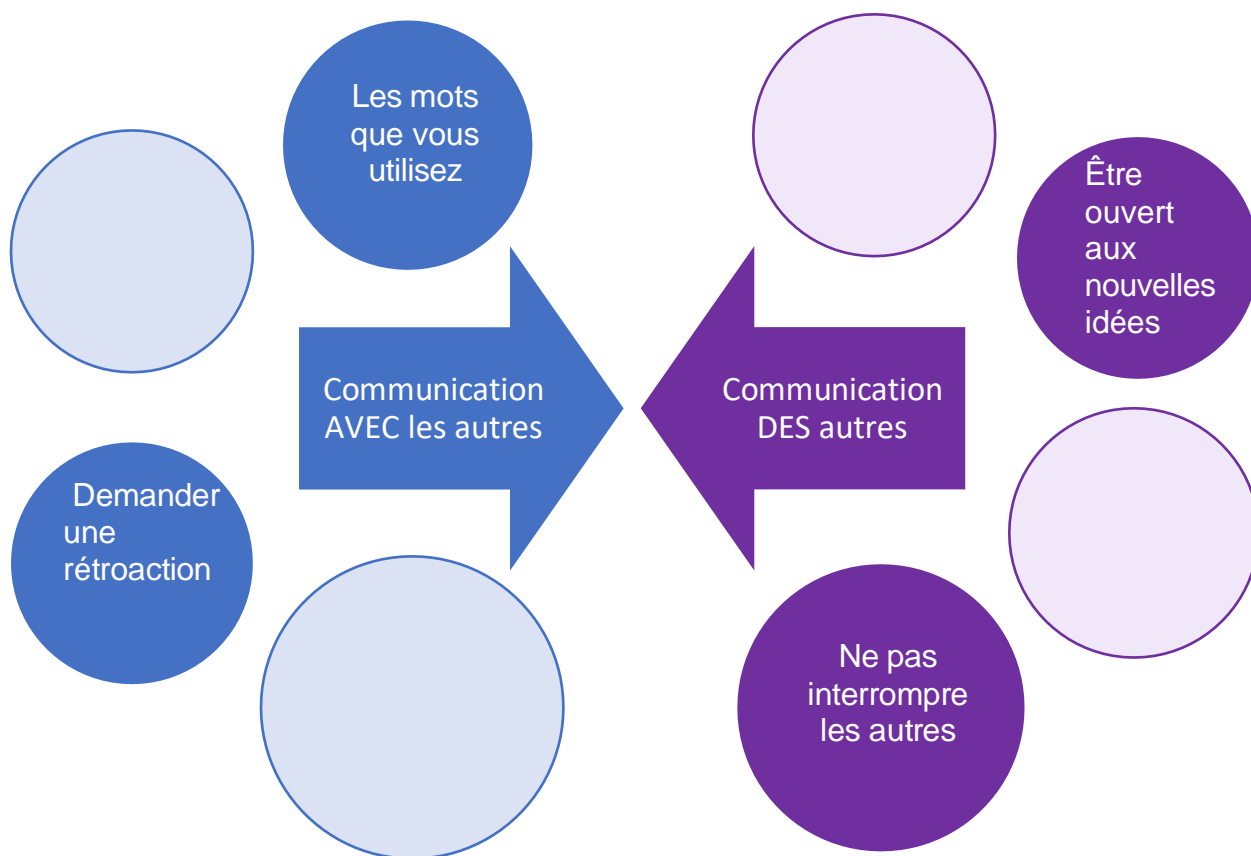 Les mots
que vous
utilisez
Être
ouvert
aux
nouvelles
idées
Communication
AVEC les autres
Communication
DES autres
Demander
une
rétroaction
Ne pas
interrompre
les autres